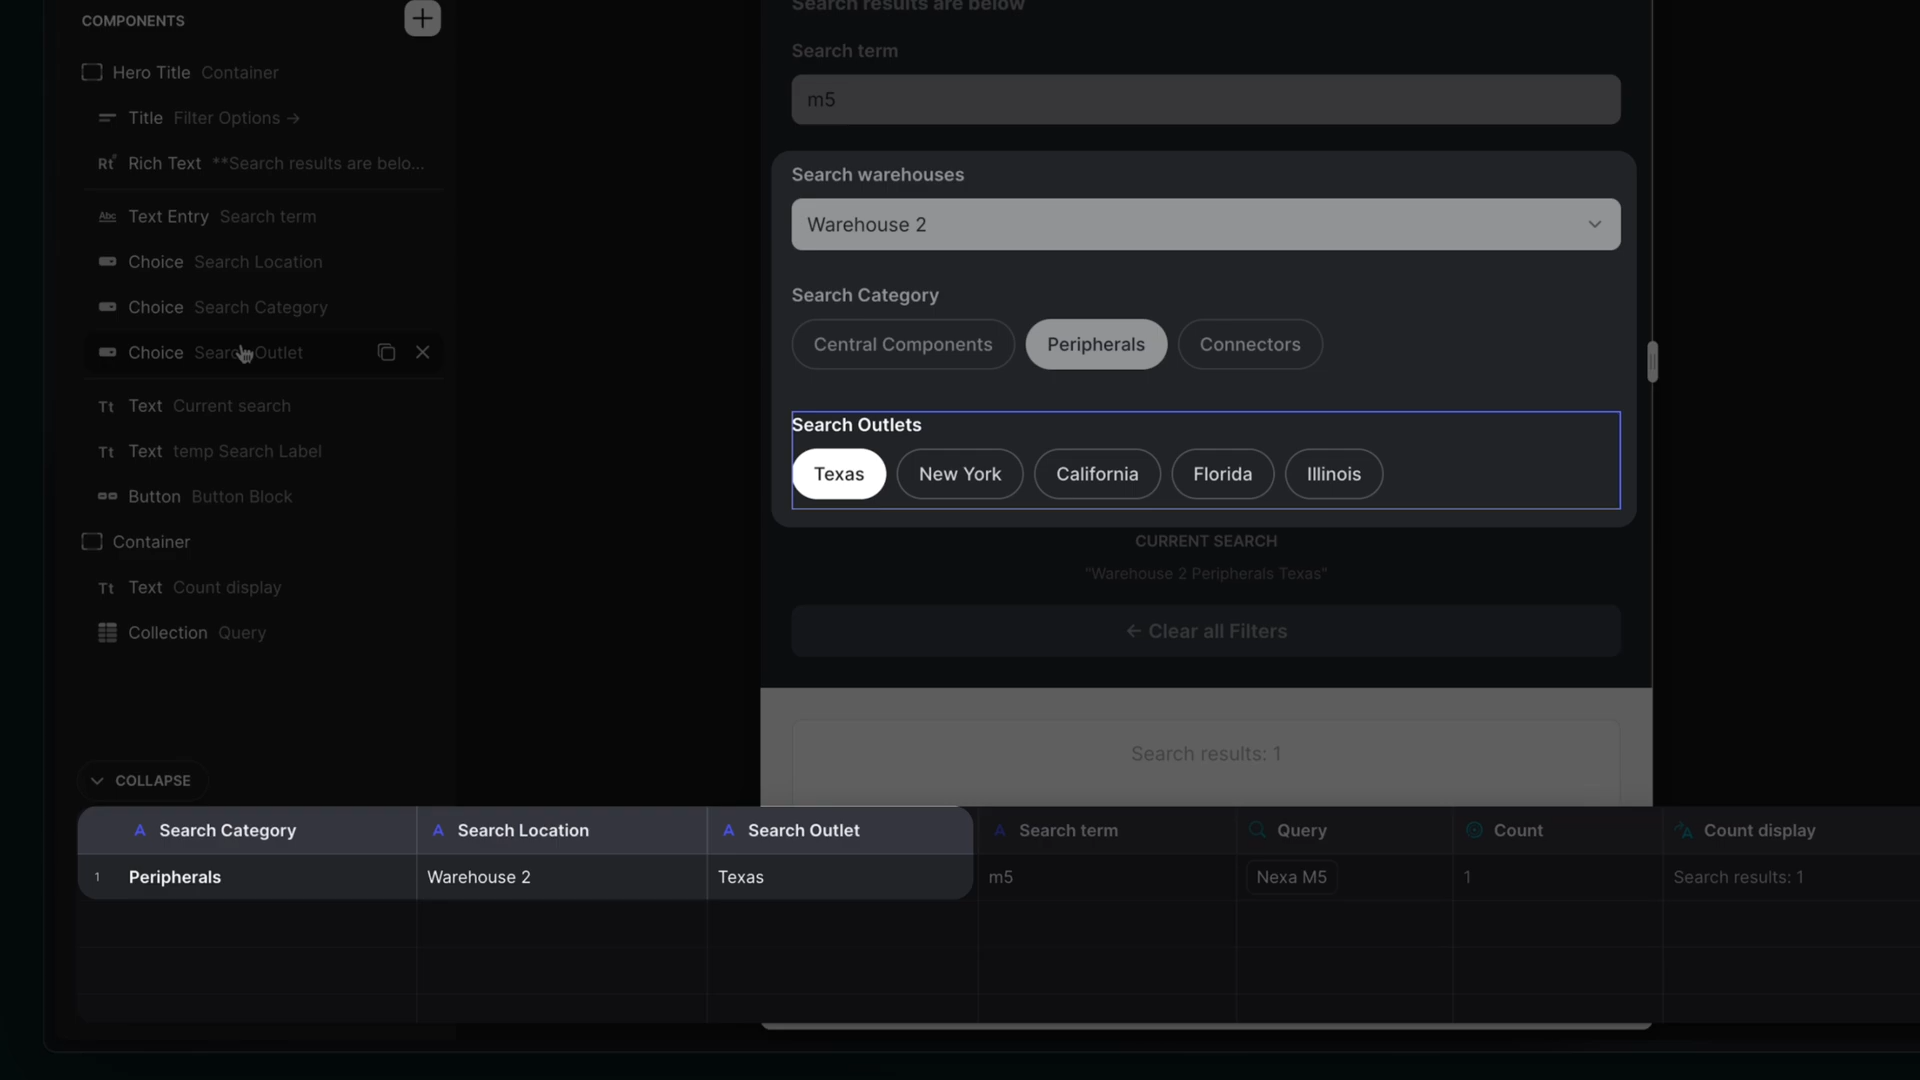 COMPONENTS
Hero Title Container
Title Filter Options →
Rt Rich Text **Search results are belo...
Abc Text Entry Search term
Choice Search Location
Choice Search Category
Choice Search Outlet
Tt Text Current search
Tt Text temp Search Label
Button Button Block
Container
Tt Text Count display
Collection Query
COLLAPSE
Search results are below
Search term
m5
Search warehouses
Warehouse 2
Search Category
Central Components Peripherals Connectors
Search Outlets
Texas New York California Florida Illinois
CURRENT SEARCH
"Warehouse 2 Peripherals Texas"
← Clear all Filters
Search results: 1
A Search Category A Search Location A Search Outlet A Search term Query Count A Count display
1 Peripherals Warehouse 2 Texas m5 Nexa M5 1 Search results: 1